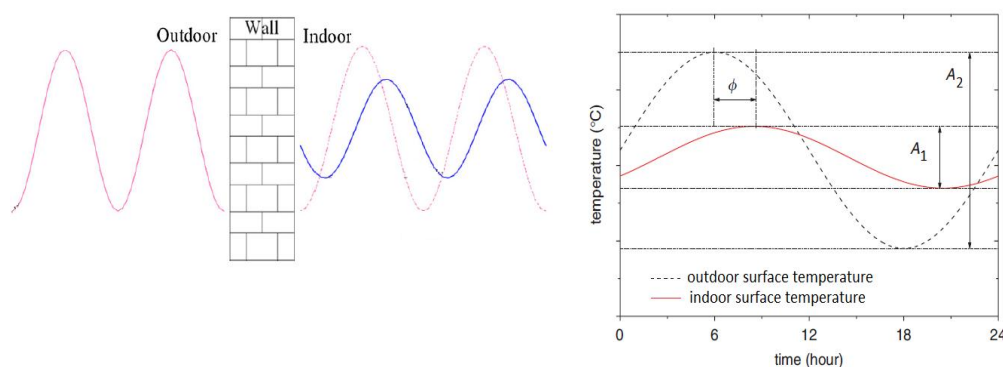 Outdoor
Wall
Indoor
temperature (°C)
ϕ
A₂
A₁
outdoor surface temperature
indoor surface temperature
0
6
12
18
24
time (hour)